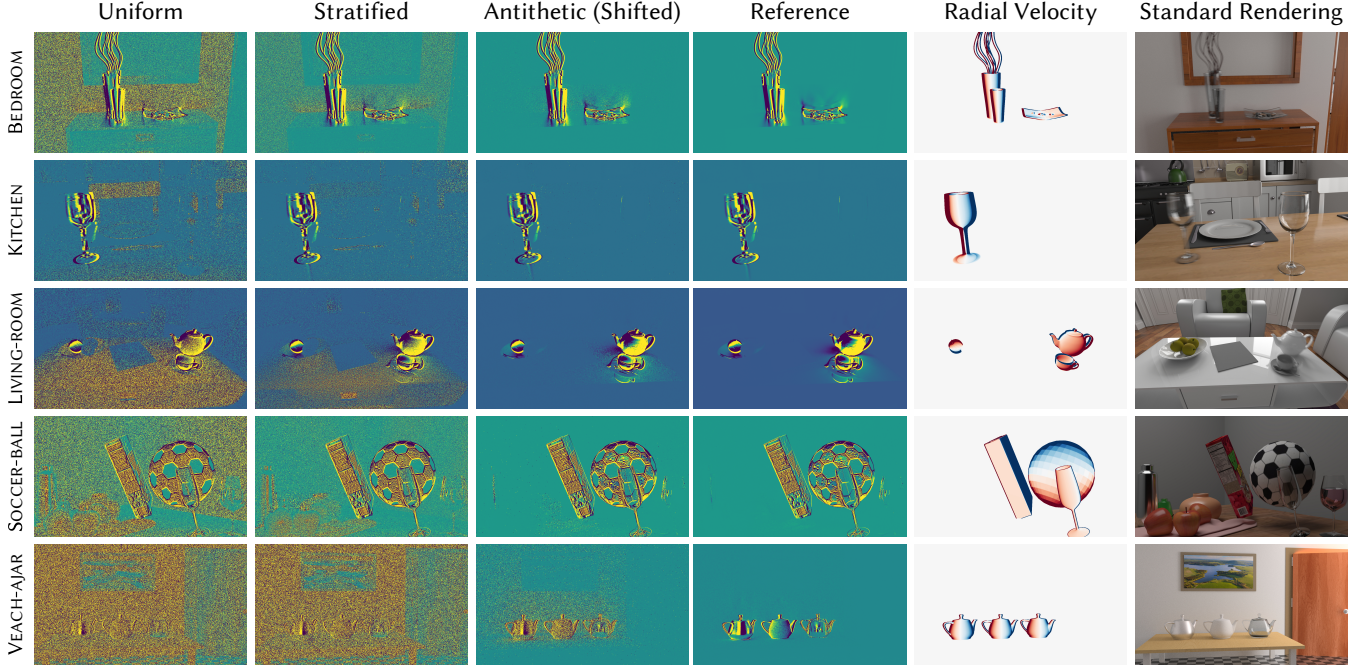 Uniform Stratified Antithetic (Shifted) Reference Radial Velocity Standard Rendering
BEDROOM
KITCHEN
LIVING-ROOM
SOCCER-BALL
VEACH-AJAR